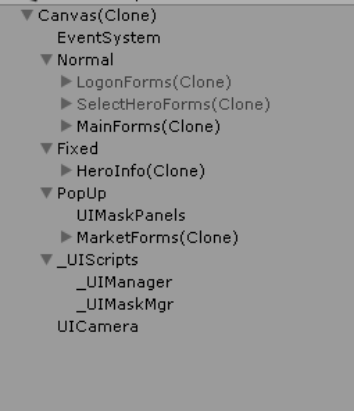 Canvas(Clone)
EventSystem
Normal
LogonForms(Clone)
SelectHeroForms(Clone)
MainForms(Clone)
Fixed
HeroInfo(Clone)
PopUp
UIMaskPanels
MarketForms(Clone)
_UIScripts
_UIManager
_UIMaskMgr
UICamera